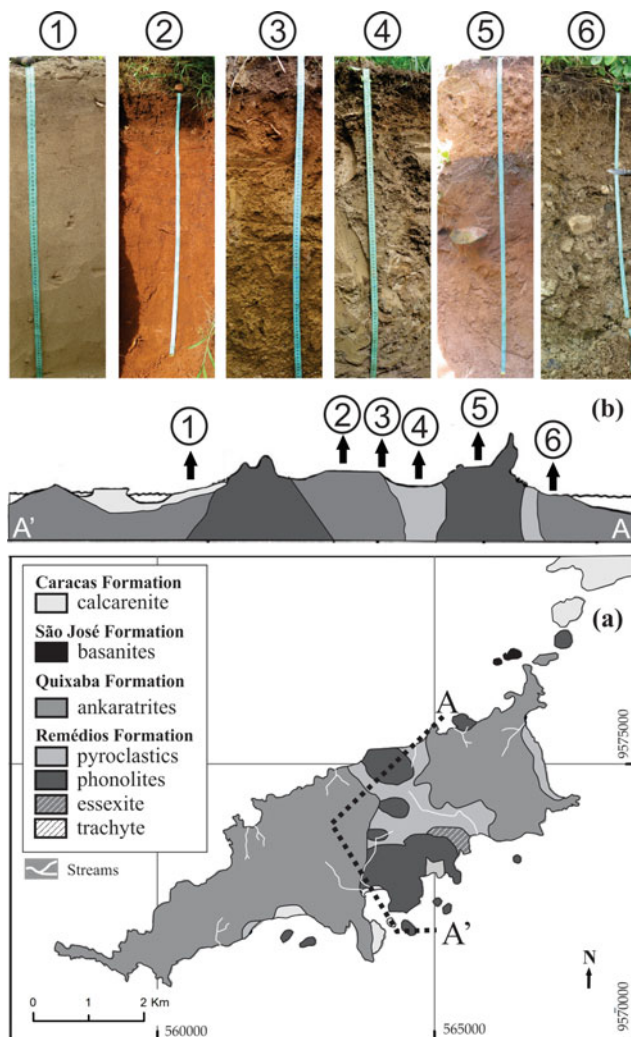 ① ② ③ ④ ⑤ ⑥
(b)
① ② ③ ④ ⑤ ⑥
A' A
(a)
Caracas Formation
calcarenite
São José Formation
basanites
Quixaba Formation
ankaratrites
Remédios Formation
pyroclastics
phonolites
essexite
trachyte
Streams
A
A'
N
0 1 2 Km
560000 565000
9575000
9570000